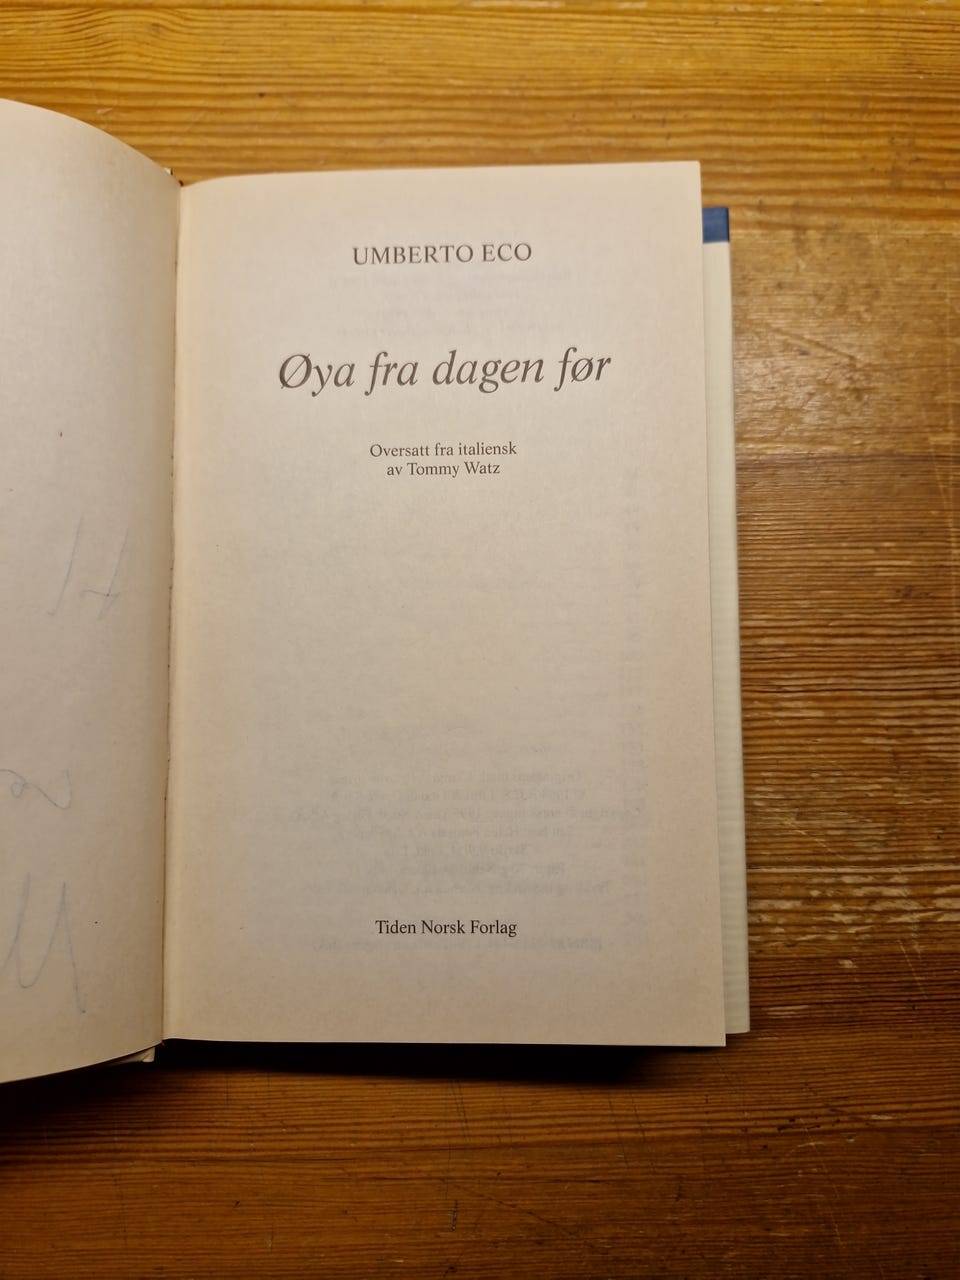 UMBERTO ECO
Øya fra dagen før
Oversatt fra italiensk
av Tommy Watz
Tiden Norsk Forlag